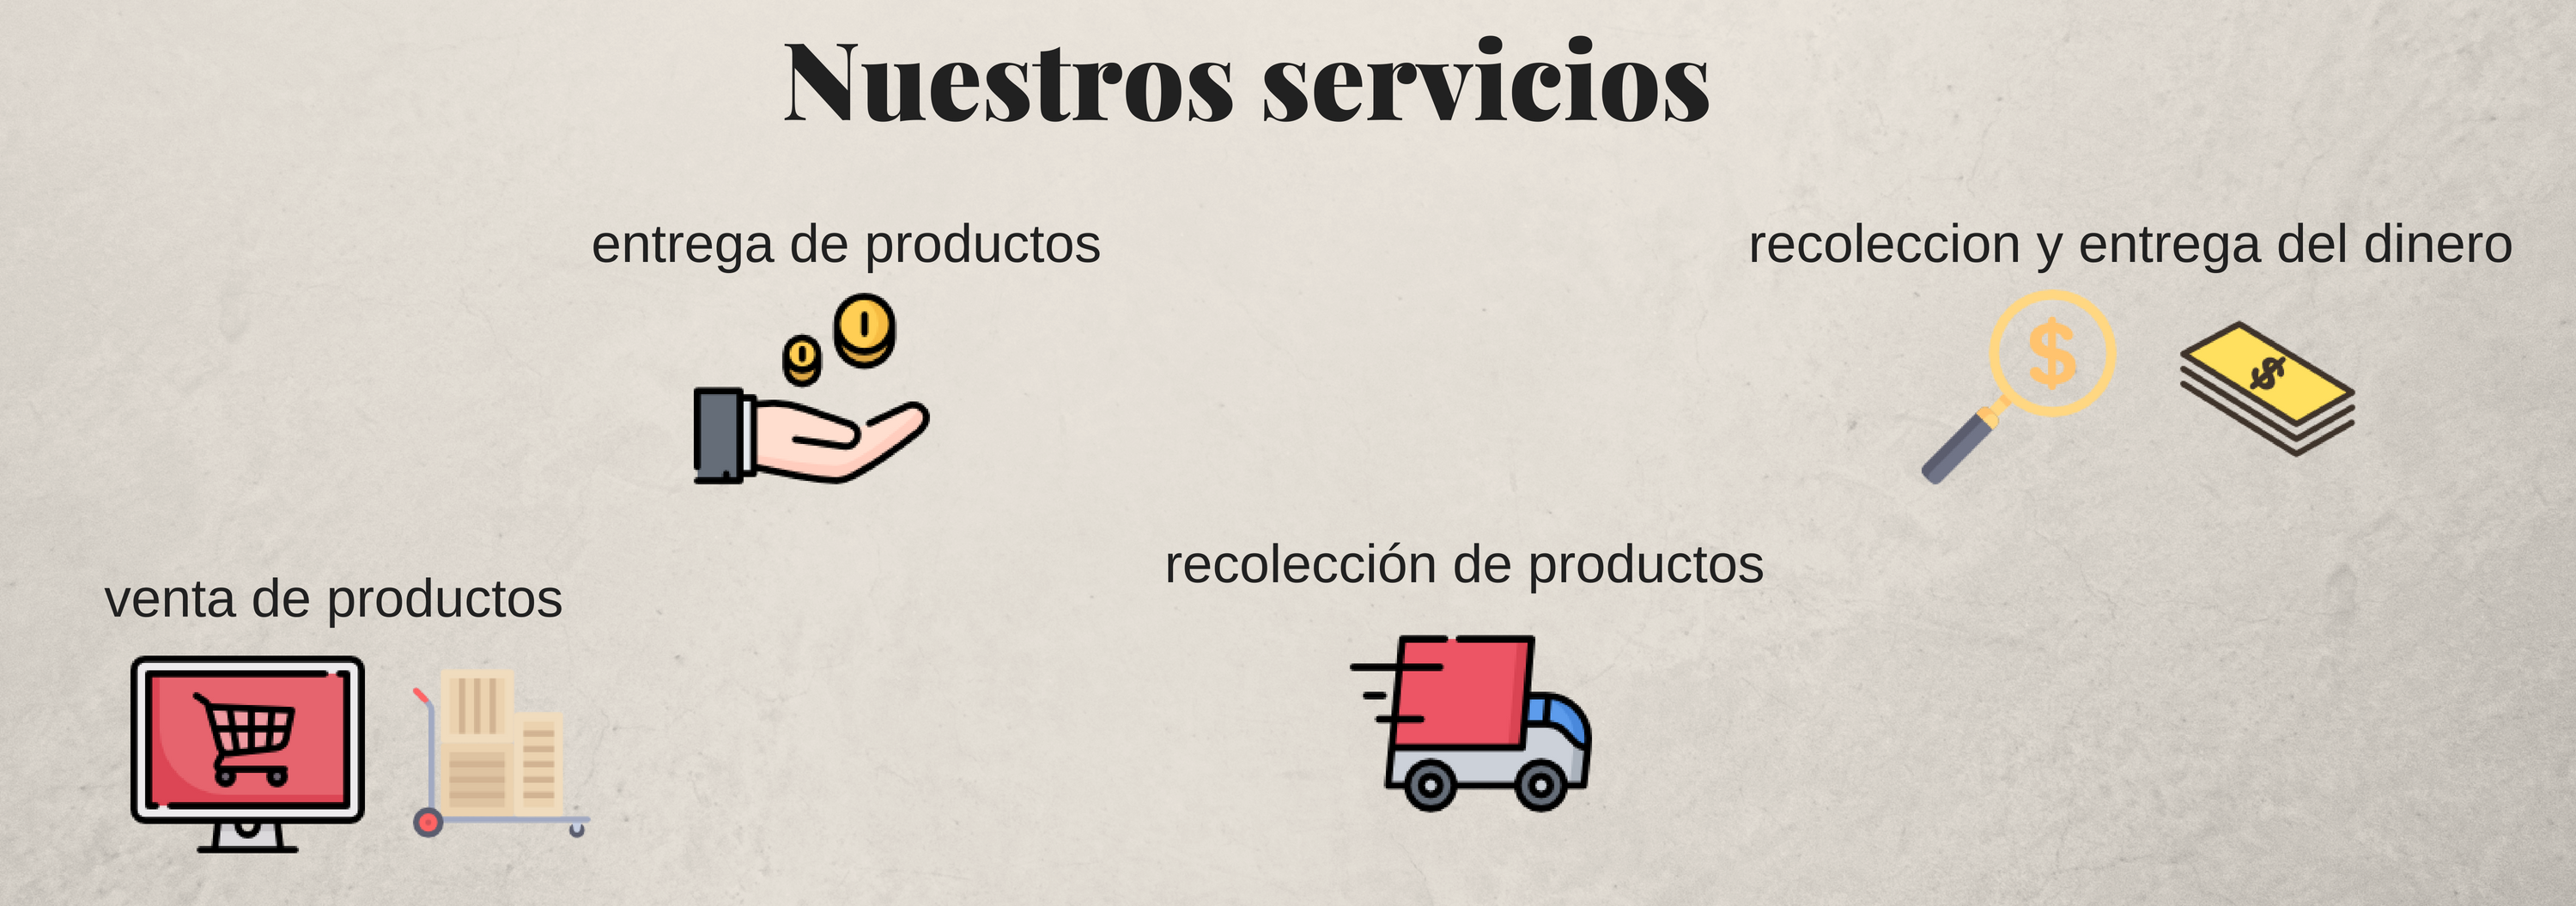 Nuestros servicios
entrega de productos
recoleccion y entrega del dinero
recolección de productos
venta de productos